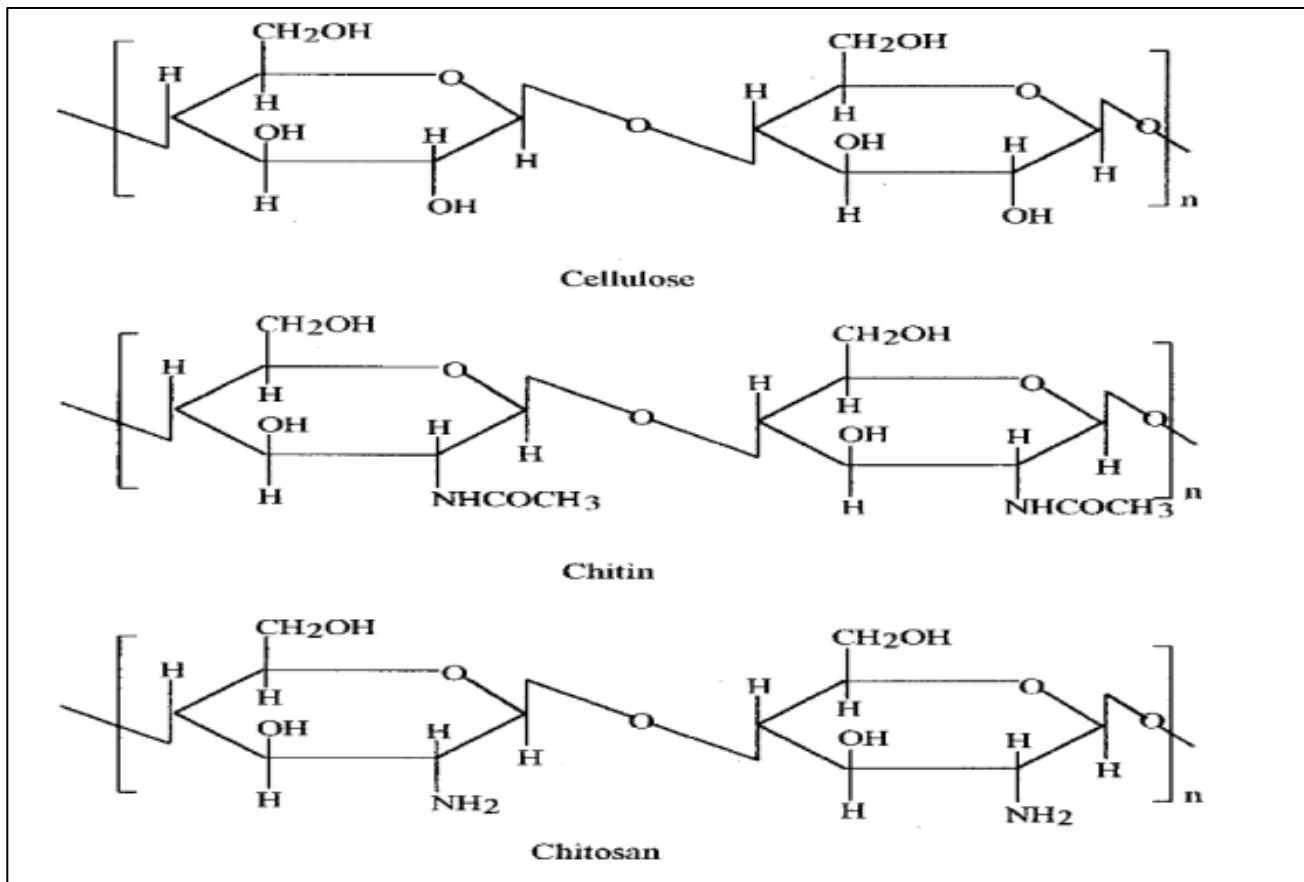 CH2OH CH2OH
H O H O
H H H H
OH O OH O
H H
H OH H OH n
Cellulose
CH2OH CH2OH
H O H O
H H
OH H O OH H O
H H
H NHCOCH3 H NHCOCH3 n
Chitin
CH2OH CH2OH
H O H O
H H
OH H O OH H O
H H
H NH2 H NH2 n
Chitosan